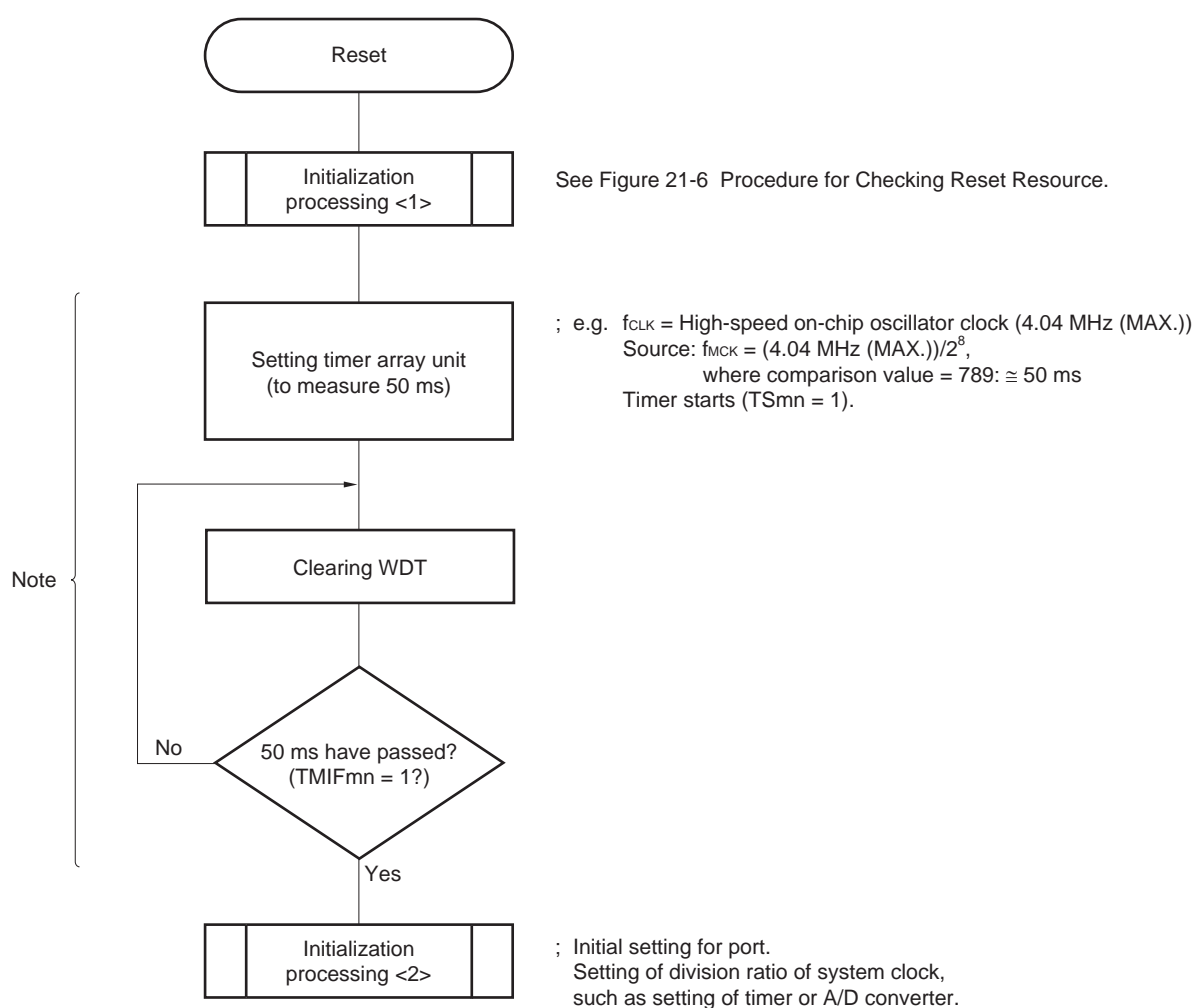 Reset
Initialization
processing <1>
See Figure 21-6 Procedure for Checking Reset Resource.
Setting timer array unit
(to measure 50 ms)
; e.g. fCLK = High-speed on-chip oscillator clock (4.04 MHz (MAX.))
Source: fMCK = (4.04 MHz (MAX.))/2⁸,
where comparison value = 789: ≅ 50 ms
Timer starts (TSmn = 1).
Clearing WDT
Note
No
50 ms have passed?
(TMIFmn = 1?)
Yes
Initialization
processing <2>
; Initial setting for port.
Setting of division ratio of system clock,
such as setting of timer or A/D converter.